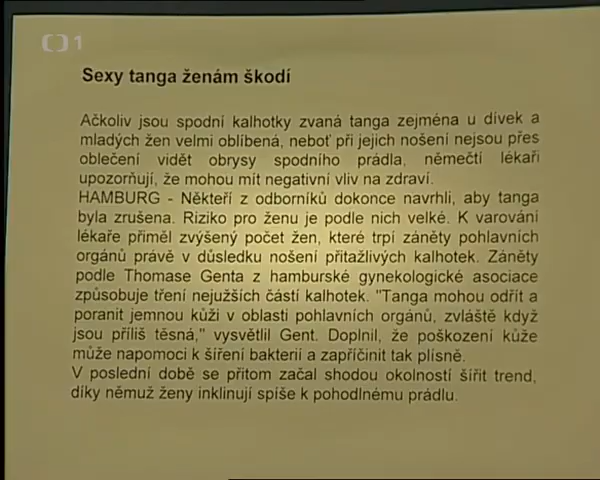 1
Sexy tanga ženám škodí
Ačkoliv jsou spodní kalhotky zvaná tanga zejména u dívek a
mladých žen velmi oblíbená, neboť při jejich nošení nejsou přes
oblečení vidět obrysy spodního prádla, němečtí lékaři
upozorňují, že mohou mít negativní vliv na zdraví.
HAMBURG - Někteří z odborníků dokonce navrhli, aby tanga
byla zrušena. Riziko pro ženu je podle nich velké. K varování
lékaře přiměl zvýšený počet žen, které trpí záněty pohlavních
orgánů právě v důsledku nošení přitažlivých kalhotek. Záněty
podle Thomase Genta z hamburské gynekologické asociace
způsobuje tření nejužších částí kalhotek. "Tanga mohou odřít a
poranit jemnou kůži v oblasti pohlavních orgánů, zvláště když
jsou příliš těsná," vysvětlil Gent. Doplnil, že poškození kůže
může napomoci k šíření bakterií a zapříčinit tak plísně.
V poslední době se přitom začal shodou okolností šířit trend,
díky němuž ženy inklinují spíše k pohodlnému prádlu.